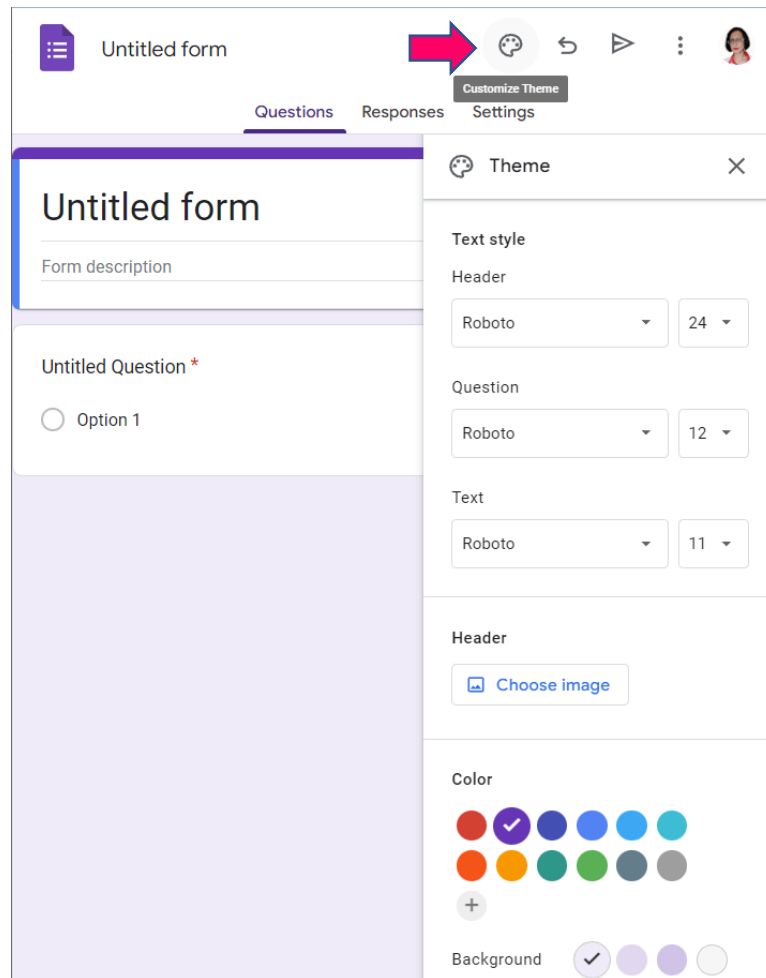 Untitled form
Customize Theme
Questions Responses Settings
Theme
Untitled form
Form description
Text style
Header
Roboto 24
Untitled Question *
Option 1
Question
Roboto 12
Text
Roboto 11
Header
Choose image
Color
Background